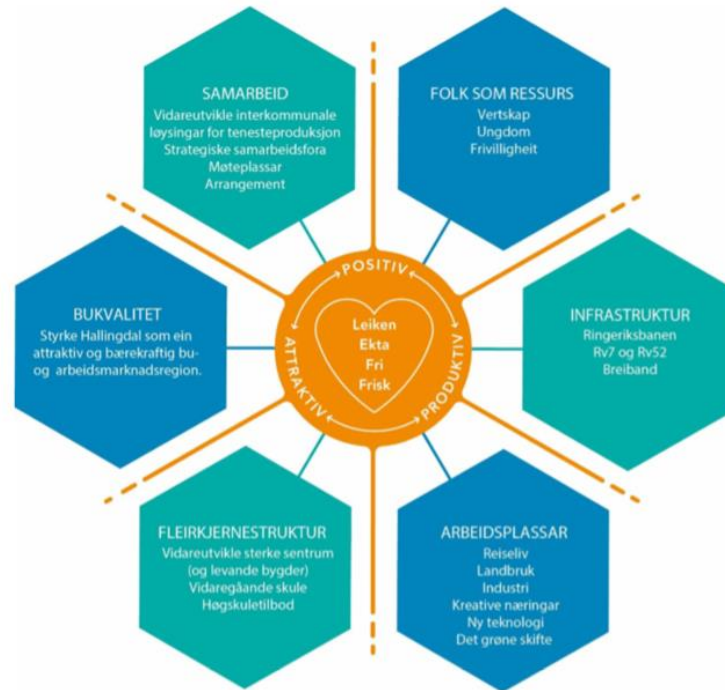 SAMARBEID
Vidareutvikle interkommunale
løysingar for tenesteproduksjon
Strategiske samarbeidsfora
Møteplassar
Arrangement
FOLK SOM RESSURS
Vertskap
Ungdom
Frivilligheit
BUKVALITET
Styrke Hallingdal som ein
attraktiv og bærekraftig bu-
og arbeidsmarknadsregion.
POSITIV
ATTRAKTIV
PRODUKTIV
Leiken
Ekta
Fri
Frisk
INFRASTRUKTUR
Ringeriksbanen
Rv7 og Rv52
Breiband
FLEIRKJERNESTRUKTUR
Vidareutvikle sterke sentrum
(og levande bygder)
Vidaregåande skule
Høgskuletilbod
ARBEIDSPLASSAR
Reiseliv
Landbruk
Industri
Kreative næringar
Ny teknologi
Det grøne skifte